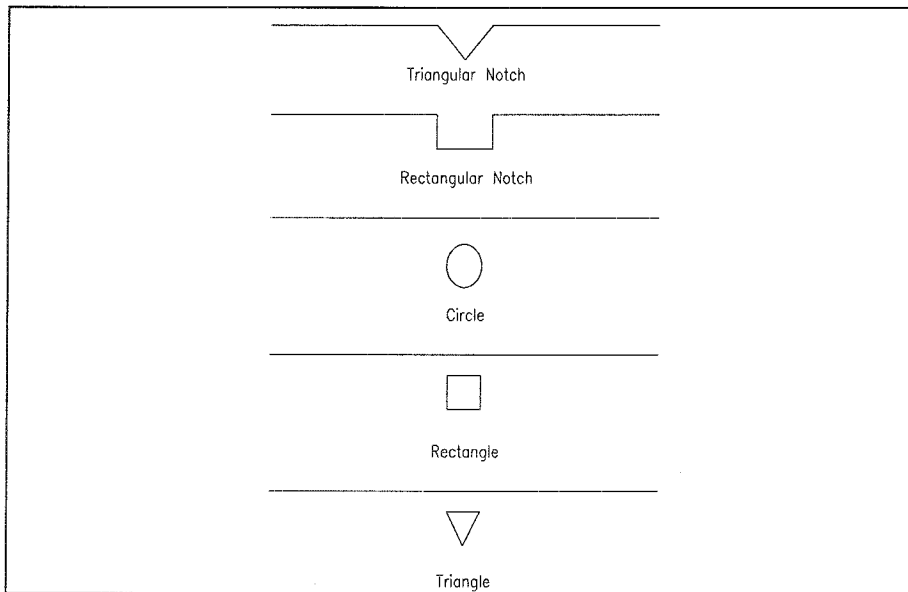 Triangular Notch
Rectangular Notch
Circle
Rectangle
Triangle